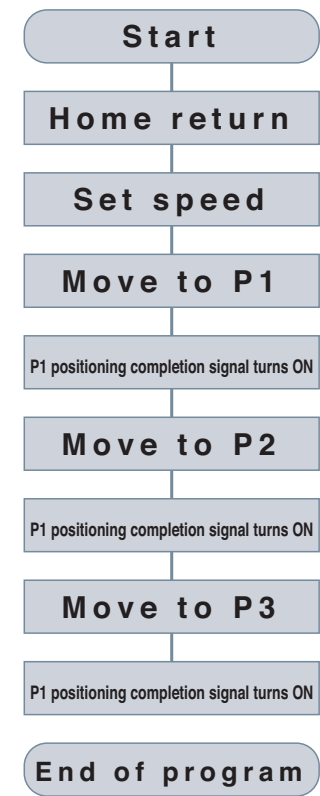 Start
Home return
Set speed
Move to P1
P1 positioning completion signal turns ON
Move to P2
P1 positioning completion signal turns ON
Move to P3
P1 positioning completion signal turns ON
End of program